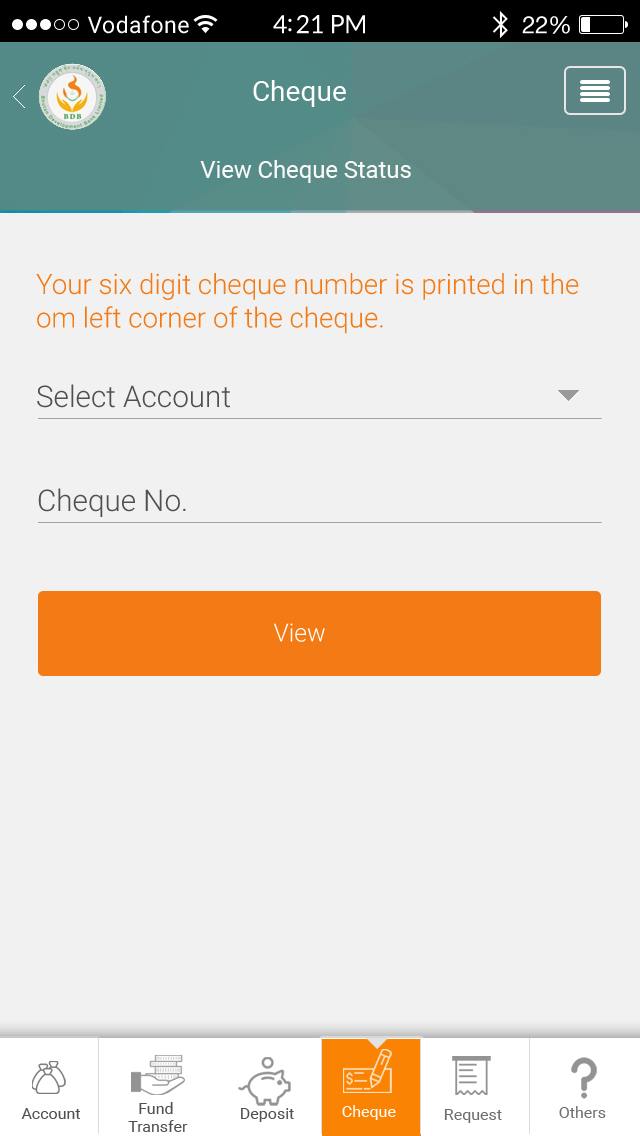 Vodafone 4:21 PM 22%
BDB
Cheque
View Cheque Status
Your six digit cheque number is printed in the
om left corner of the cheque.
Select Account
Cheque No.
View
Account
Fund
Transfer
Deposit
Cheque
Request
Others